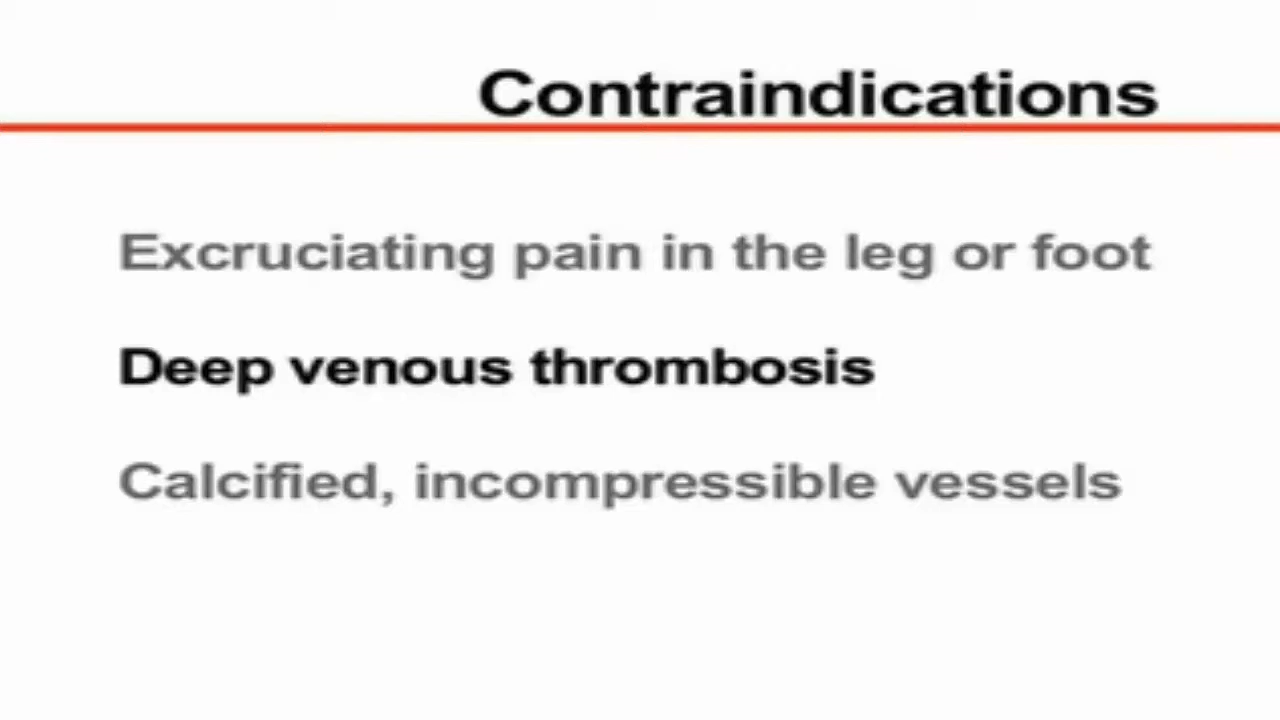 Contraindications
Excruciating pain in the leg or foot
Deep venous thrombosis
Calcified, incompressible vessels